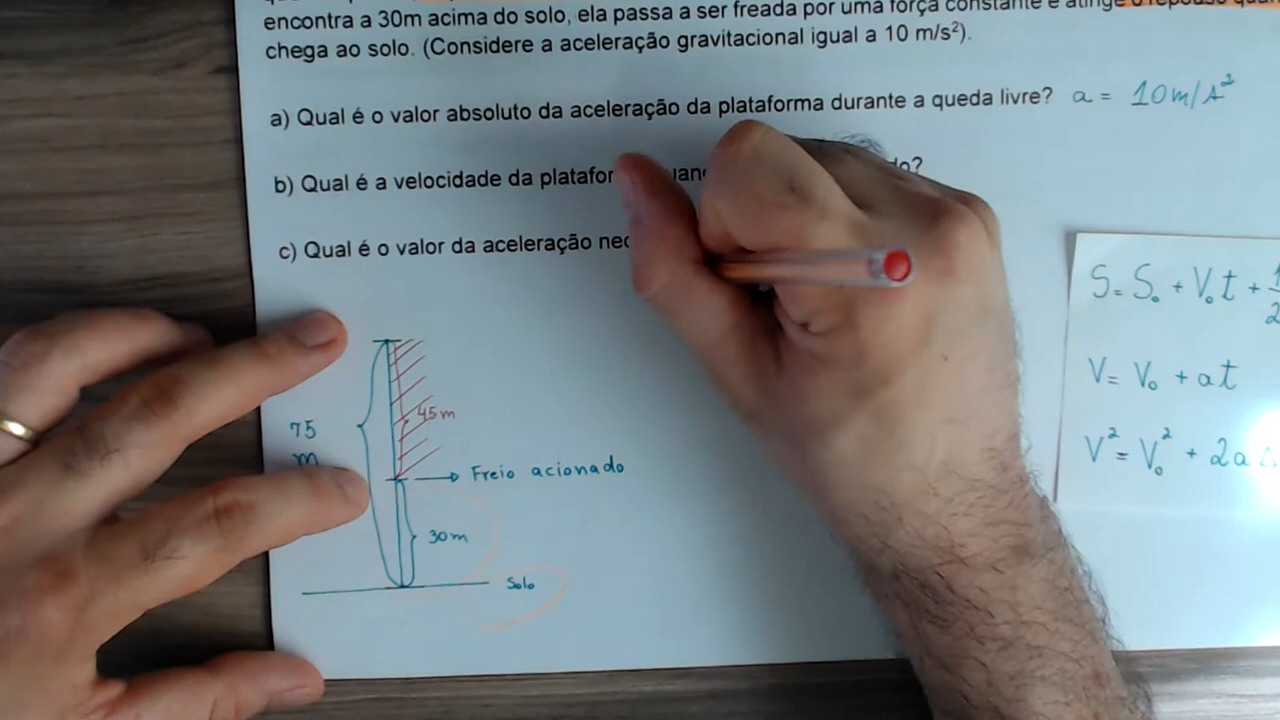 encontra a 30m acima do solo, ela passa a ser freada por uma força constante e atinge o repouso quan
chega ao solo. (Considere a aceleração gravitacional igual a 10 m/s²).
a) Qual é o valor absoluto da aceleração da plataforma durante a queda livre? a = 10m/s²
b) Qual é a velocidade da platafor
c) Qual é o valor da aceleração nec
S = S₀ + V₀t + 1/2
V = V₀ + at
V² = V₀² + 2a Δ
45m
75
m
Freio acionado
30m
Solo